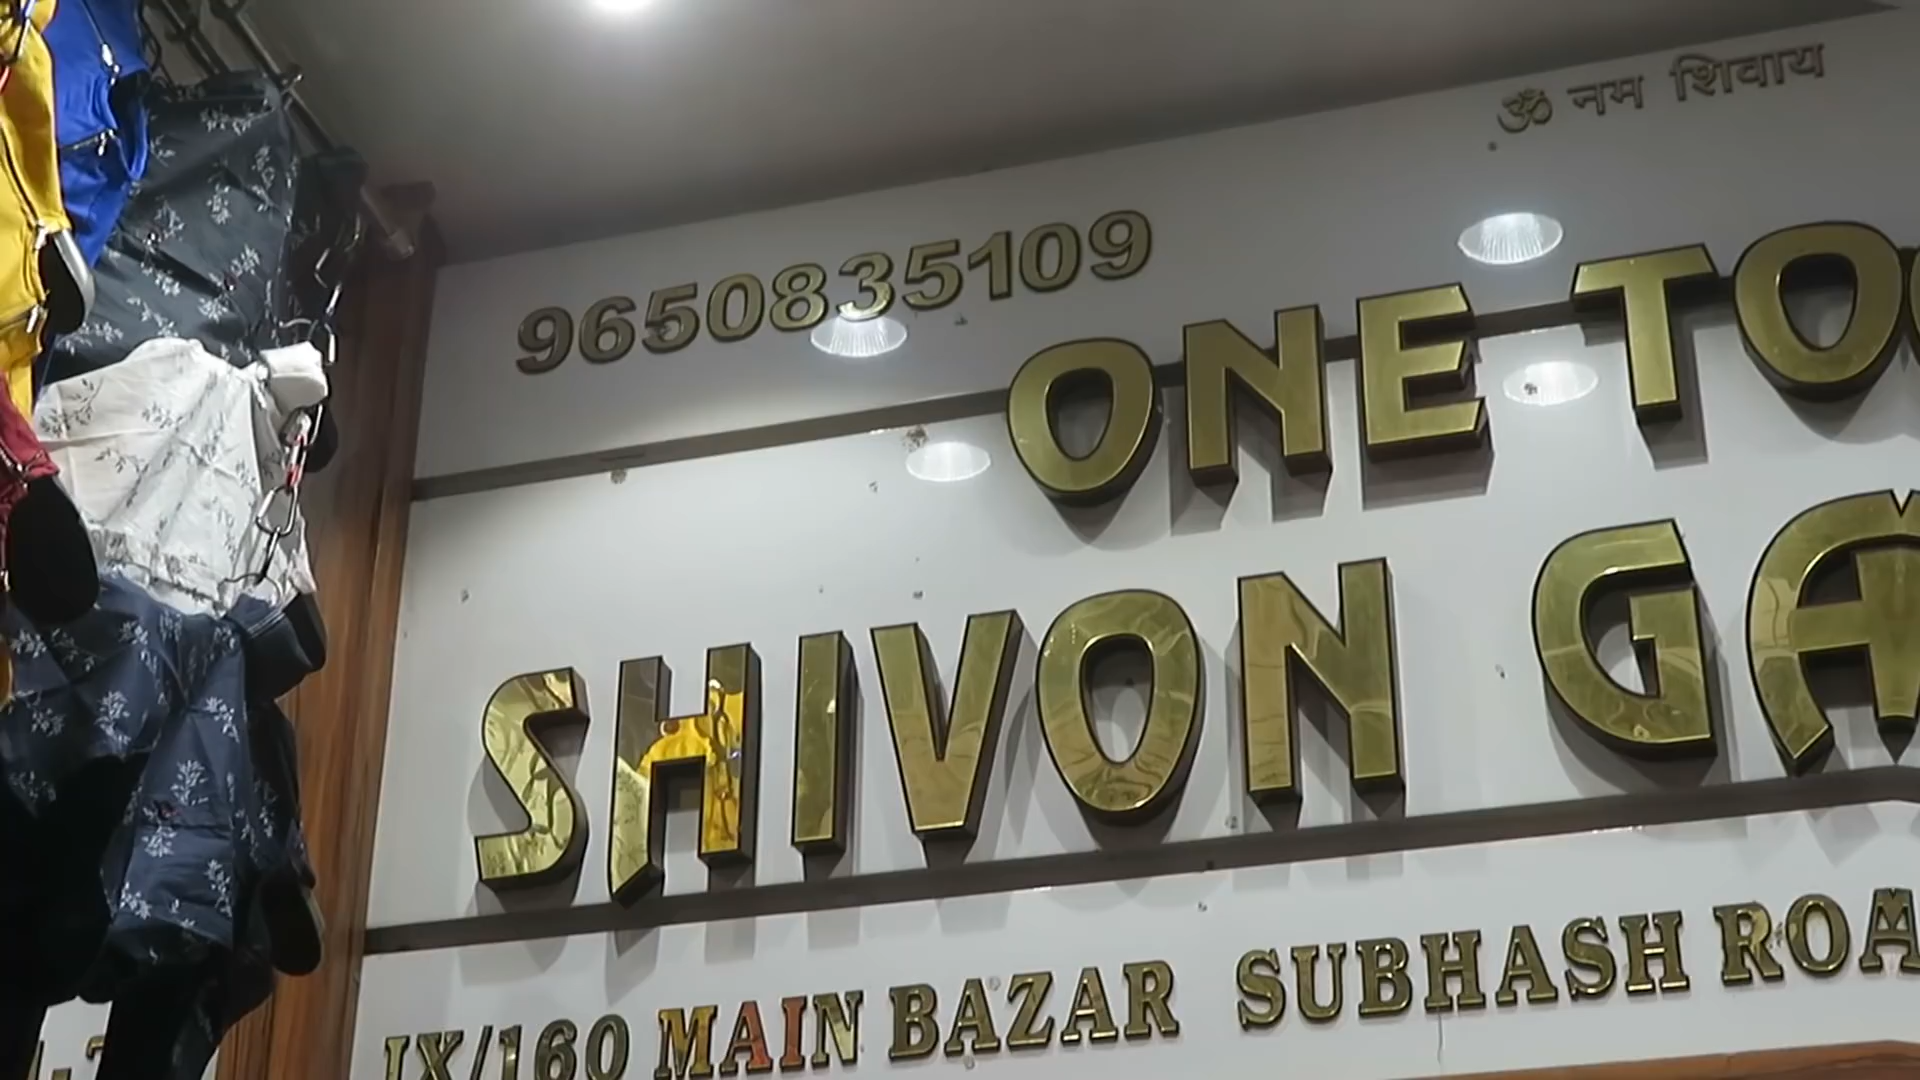 ॐ नम शिवाय
9650835109
ONE TO
SHIVON GA
IX/160 MAIN BAZAR SUBHASH ROA